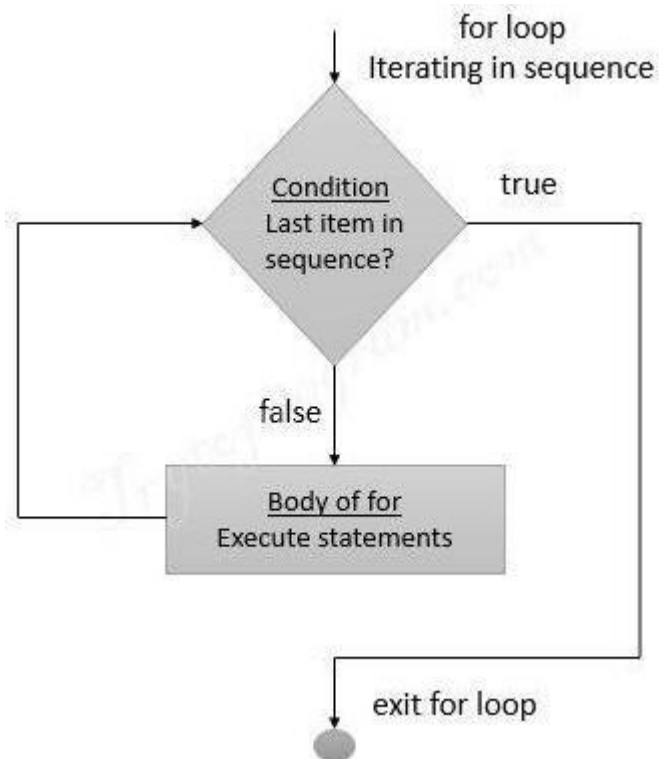 for loop
Iterating in sequence
Condition
Last item in
sequence?
true
false
Body of for
Execute statements
exit for loop